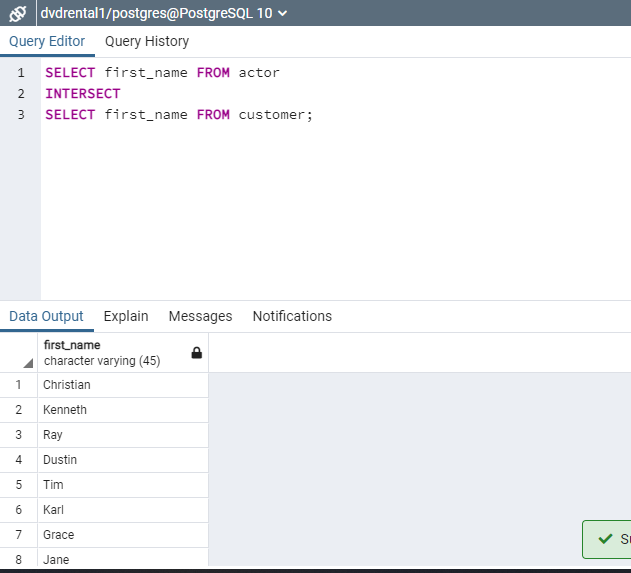 dvdrental1/postgres@PostgreSQL 10
Query Editor Query History
1 SELECT first_name FROM actor
2 INTERSECT
3 SELECT first_name FROM customer;
Data Output Explain Messages Notifications
first_name
character varying (45)
1 Christian
2 Kenneth
3 Ray
4 Dustin
5 Tim
6 Karl
7 Grace
8 Jane